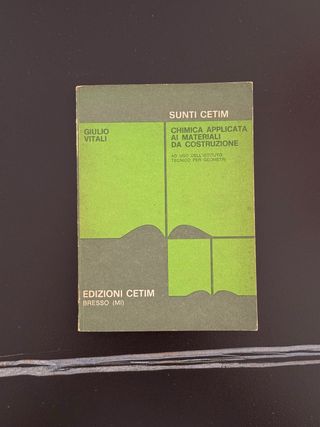 SUNTI CETIM
GIULIO
VITALI
CHIMICA APPLICATA
AI MATERIALI
DA COSTRUZIONE
AD USO DELL'ISTITUTO
TECNICO PER GEOMETRI
EDIZIONI CETIM
BRESSO (MI)